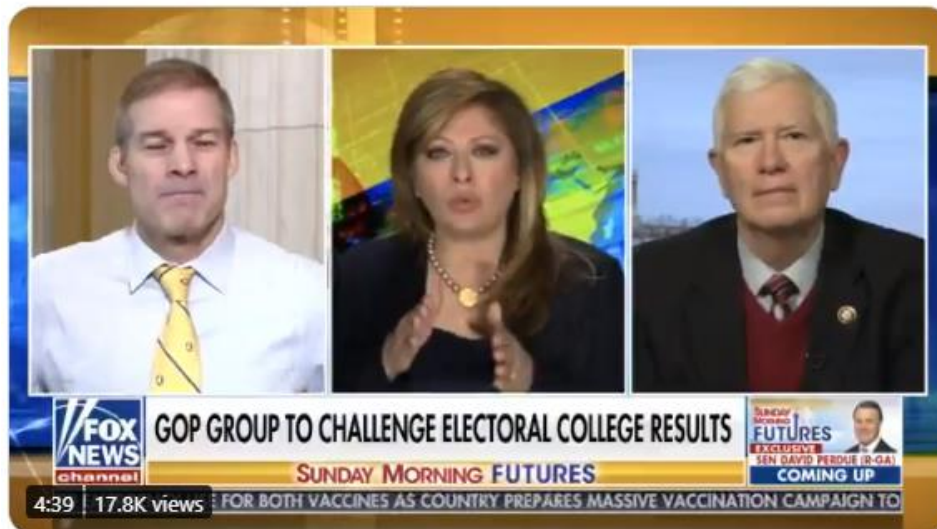 FOX
NEWS
channel
GOP GROUP TO CHALLENGE ELECTORAL COLLEGE RESULTS
SUNDAY MORNING FUTURES
SUNDAY
MORNING
FUTURES
EXCLUSIVE
SEN DAVID PERDUE (R-GA)
COMING UP
4:39 17.8K views
FOR BOTH VACCINES AS COUNTRY PREPARES MASSIVE VACCINATION CAMPAIGN TO